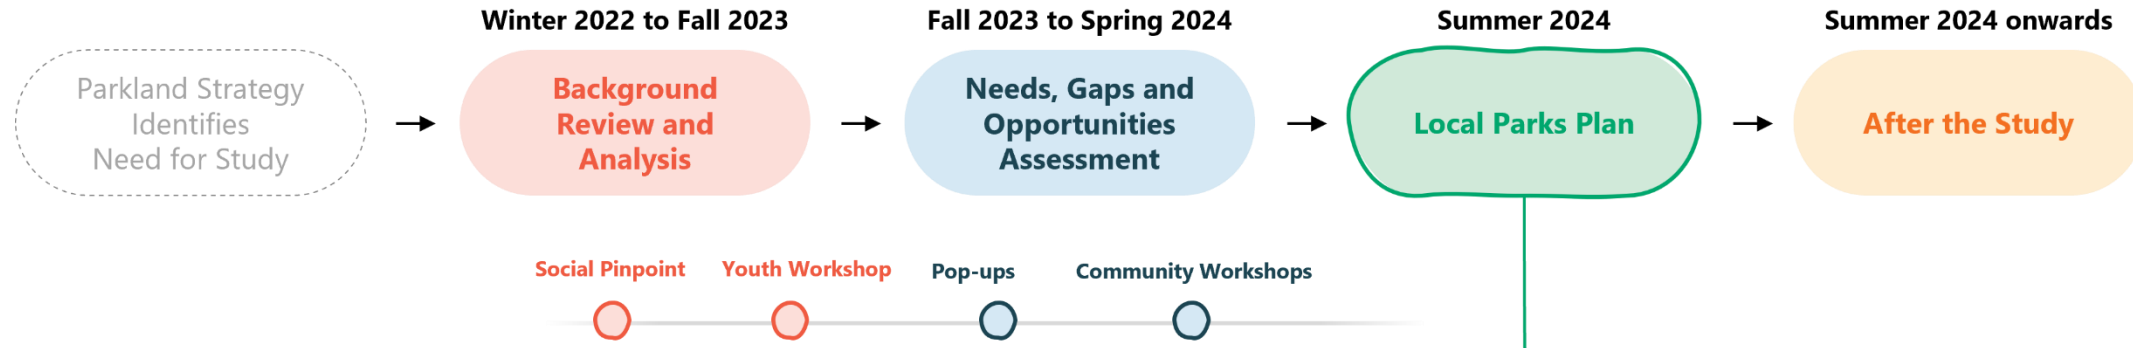 Winter 2022 to Fall 2023
Fall 2023 to Spring 2024
Summer 2024
Summer 2024 onwards
Parkland Strategy
Identifies
Need for Study
Background
Review and
Analysis
Needs, Gaps and
Opportunities
Assessment
Local Parks Plan
After the Study
Social Pinpoint
Youth Workshop
Pop-ups
Community Workshops